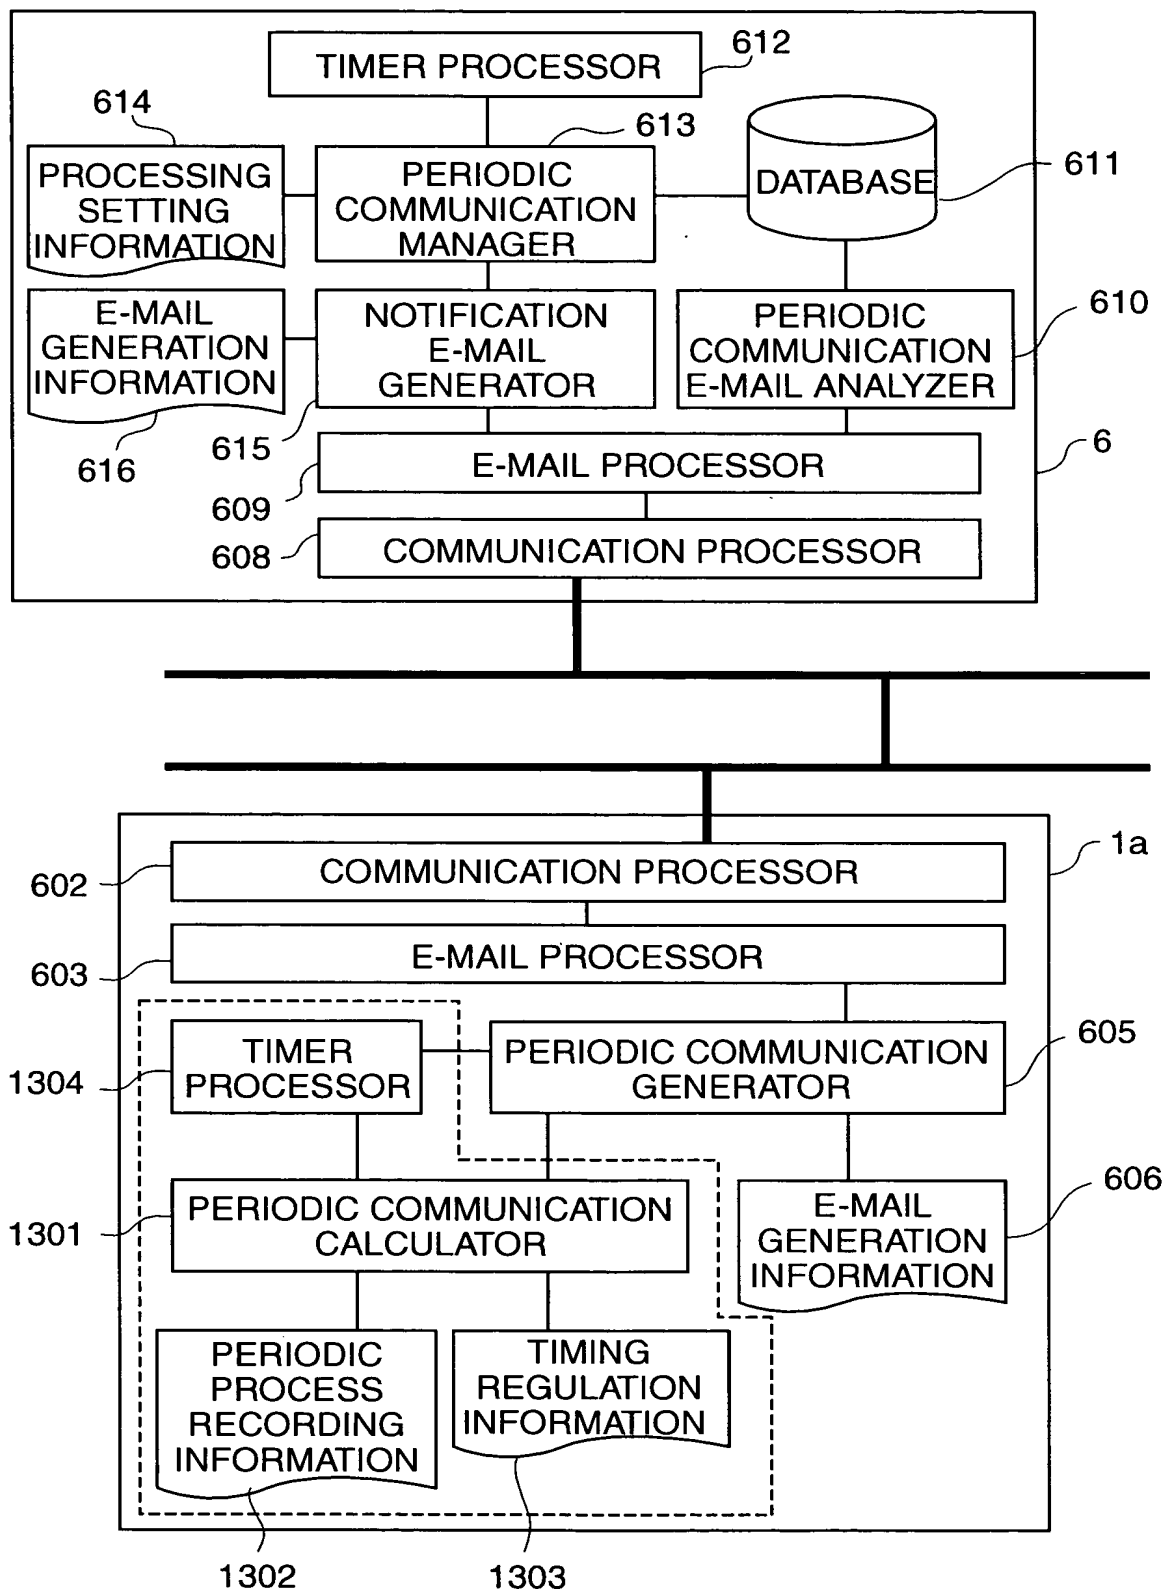 TIMER PROCESSOR
612
614
613
PROCESSING
SETTING
INFORMATION
PERIODIC
COMMUNICATION
MANAGER
DATABASE
611
E-MAIL
GENERATION
INFORMATION
NOTIFICATION
E-MAIL
GENERATOR
PERIODIC
COMMUNICATION
E-MAIL ANALYZER
610
616
615
E-MAIL PROCESSOR
6
609
COMMUNICATION PROCESSOR
608
1a
COMMUNICATION PROCESSOR
602
E-MAIL PROCESSOR
603
TIMER
PROCESSOR
1304
PERIODIC COMMUNICATION
GENERATOR
605
PERIODIC COMMUNICATION
CALCULATOR
1301
E-MAIL
GENERATION
INFORMATION
606
PERIODIC
PROCESS
RECORDING
INFORMATION
TIMING
REGULATION
INFORMATION
1302
1303